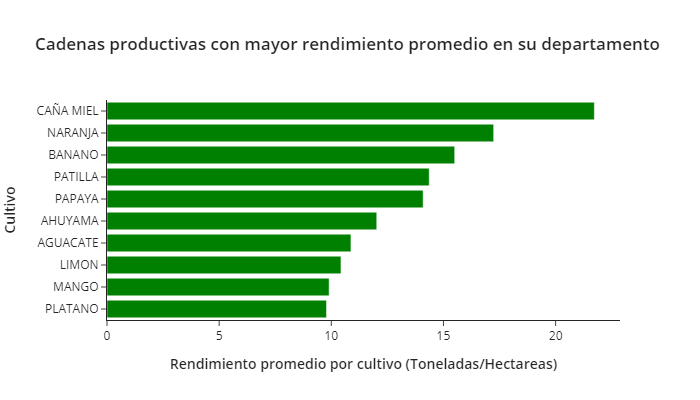 Cadenas productivas con mayor rendimiento promedio en su departamento
Cultivo
CAÑA MIEL
NARANJA
BANANO
PATILLA
PAPAYA
AHUYAMA
AGUACATE
LIMON
MANGO
PLATANO
0 5 10 15 20
Rendimiento promedio por cultivo (Toneladas/Hectareas)